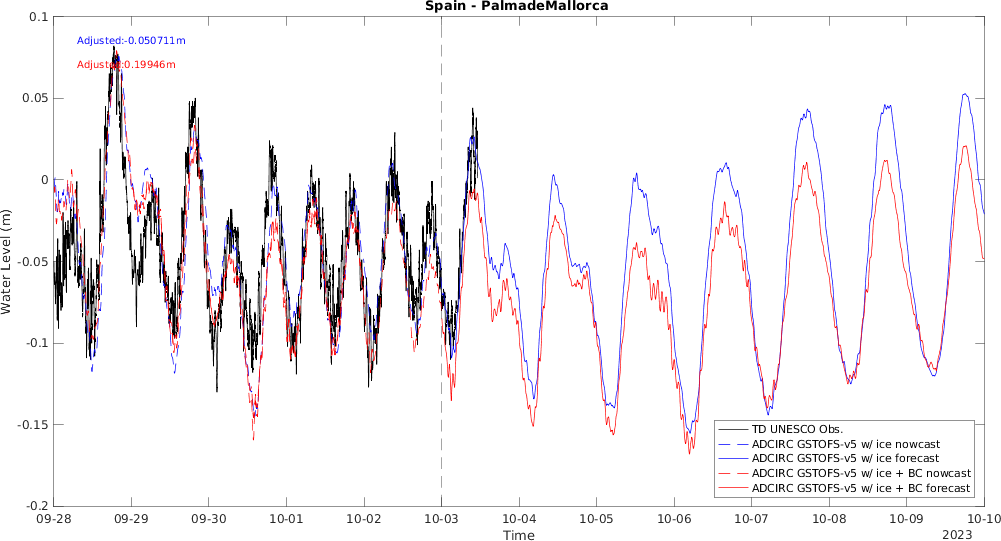 Spain - PalmadeMallorca
0.1
Adjusted:-0.050711m
Adjusted:0.19946m
0.05
0
-0.05
-0.1
-0.15
-0.2
Water Level (m)
TD UNESCO Obs.
ADCIRC GSTOFS-v5 w/ ice nowcast
ADCIRC GSTOFS-v5 w/ ice forecast
ADCIRC GSTOFS-v5 w/ ice + BC nowcast
ADCIRC GSTOFS-v5 w/ ice + BC forecast
09-28 09-29 09-30 10-01 10-02 10-03 10-04 10-05 10-06 10-07 10-08 10-09 10-10
Time
2023